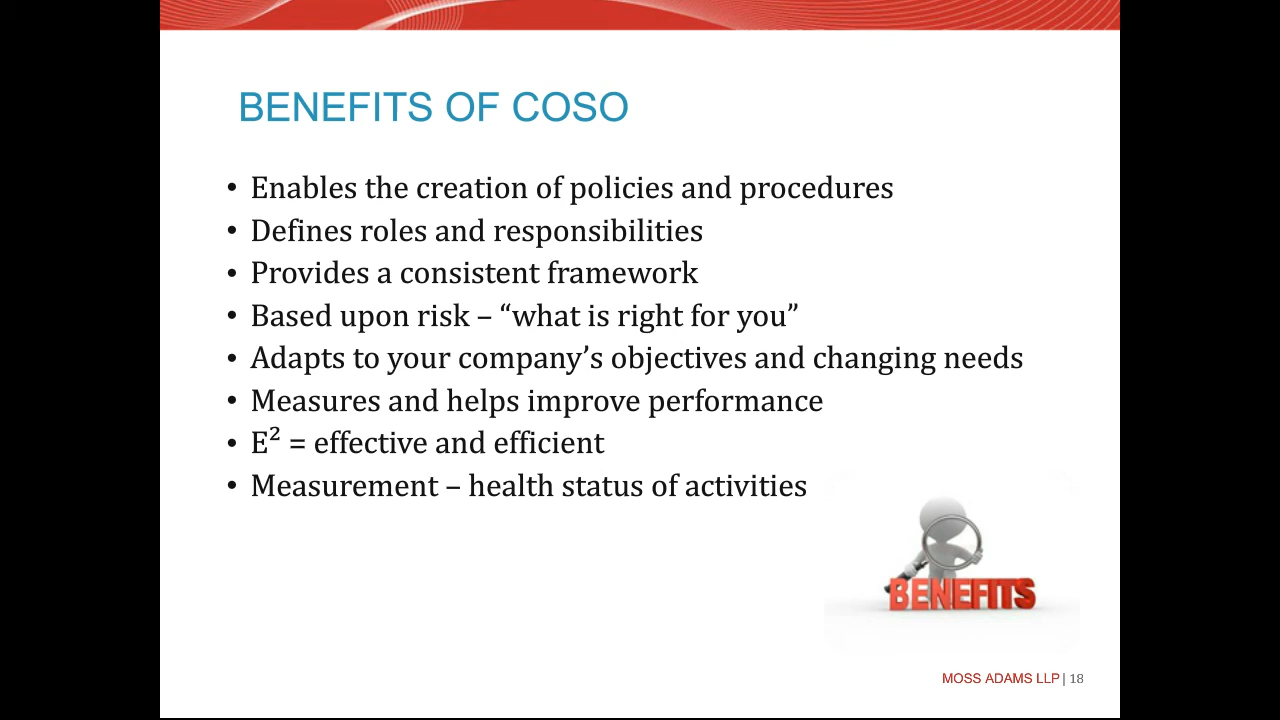 BENEFITS OF COSO
• Enables the creation of policies and procedures
• Defines roles and responsibilities
• Provides a consistent framework
• Based upon risk – “what is right for you”
• Adapts to your company’s objectives and changing needs
• Measures and helps improve performance
• E² = effective and efficient
• Measurement – health status of activities
BENEFITS
MOSS ADAMS LLP | 18